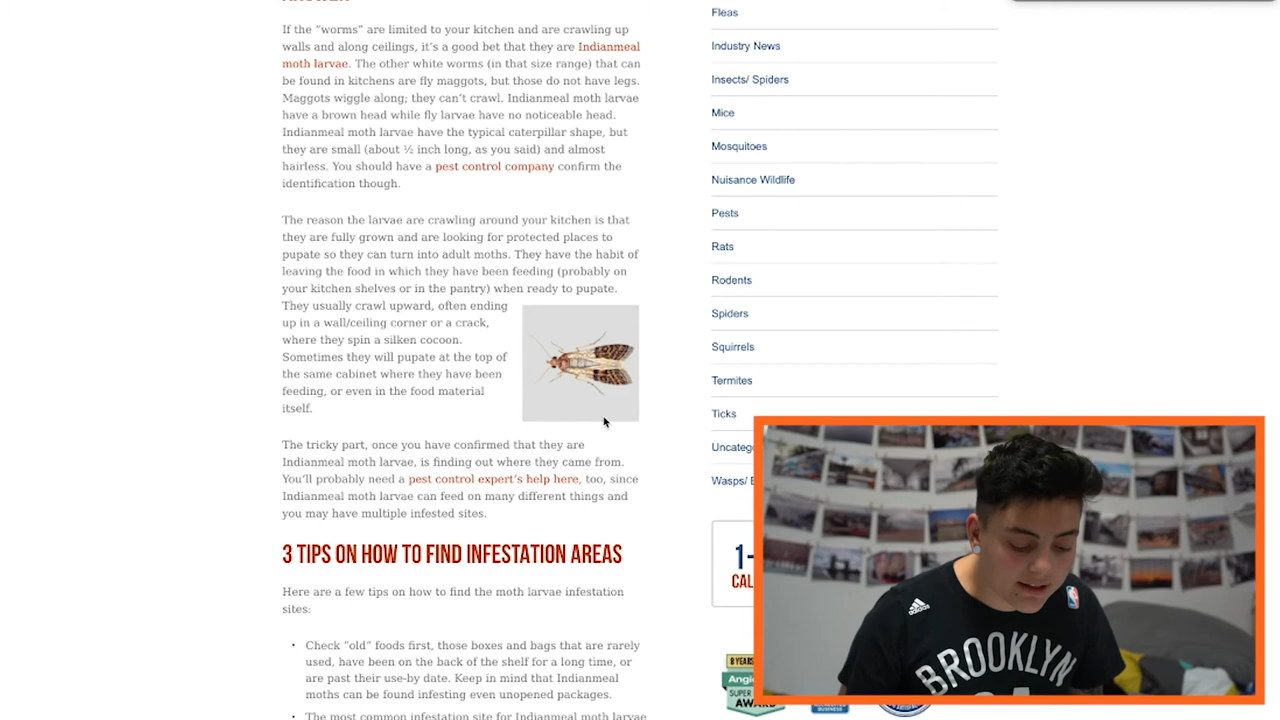 If the “worms” are limited to your kitchen and are crawling up
walls and along ceilings, it’s a good bet that they are Indianmeal
moth larvae. The other white worms (in that size range) that can
be found in kitchens are fly maggots, but those do not have legs.
Maggots wiggle along; they can’t crawl. Indianmeal moth larvae
have a brown head while fly larvae have no noticeable head.
Indianmeal moth larvae have the typical caterpillar shape, but
they are small (about ½ inch long, as you said) and almost
hairless. You should have a pest control company confirm the
identification though.
The reason the larvae are crawling around your kitchen is that
they are fully grown and are looking for protected places to
pupate so they can turn into adult moths. They have the habit of
leaving the food in which they have been feeding (probably on
your kitchen shelves or in the pantry) when ready to pupate.
They usually crawl upward, often ending
up in a wall/ceiling corner or a crack,
where they spin a silken cocoon.
Sometimes they will pupate at the top of
the same cabinet where they have been
feeding, or even in the food material
itself.
The tricky part, once you have confirmed that they are
Indianmeal moth larvae, is finding out where they came from.
You’ll probably need a pest control expert’s help here, too, since
Indianmeal moth larvae can feed on many different things and
you may have multiple infested sites.
3 TIPS ON HOW TO FIND INFESTATION AREAS
Here are a few tips on how to find the moth larvae infestation
sites:
• Check “old” foods first, those boxes and bags that are rarely
used, have been on the back of the shelf for a long time, or
are past their use-by date. Keep in mind that Indianmeal
moths can be found infesting even unopened packages.
• The most common infestation site for Indianmeal moth larvae
Fleas
Industry News
Insects/ Spiders
Mice
Mosquitoes
Nuisance Wildlife
Pests
Rats
Rodents
Spiders
Squirrels
Termites
Ticks
Uncateg
Wasps/
1-
CAL
8 YEARS
Angie
SUPER
AWARD
adidas
BROOKLYN